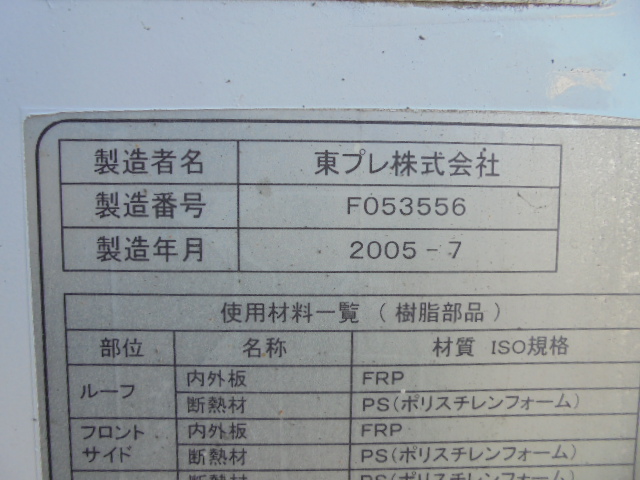 製造者名 東プレ株式会社
製造番号 F053556
製造年月 2005-7
使用材料一覧 (樹脂部品)
部位 名称 材質 ISO規格
ルーフ 内外板 FRP
断熱材 PS(ポリスチレンフォーム)
フロント 内外板 FRP
サイド 断熱材 PS(ポリスチレンフォーム)